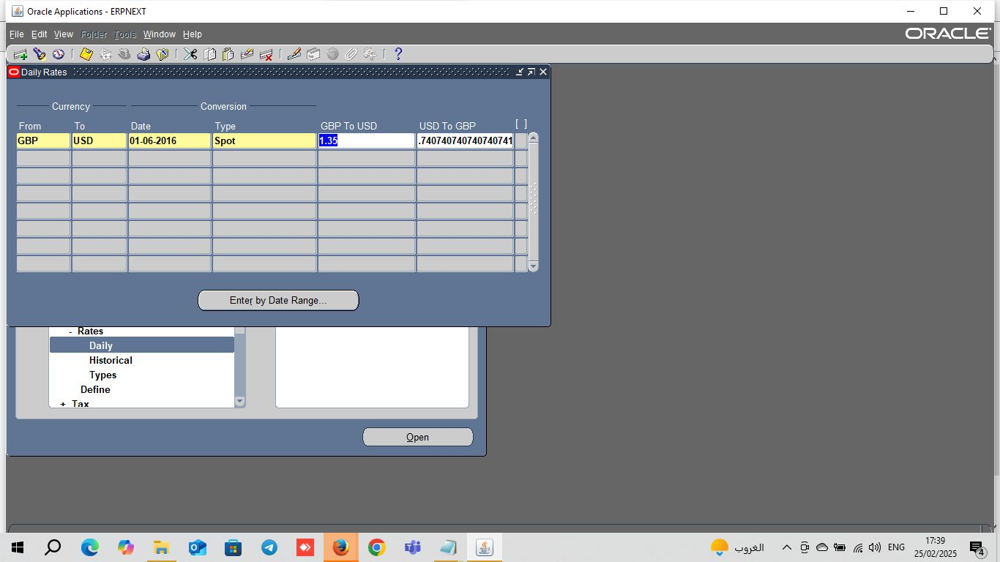 Oracle Applications - ERPNEXT
File Edit View Folder Tools Window Help
ORACLE
Daily Rates
Currency Conversion
From To Date Type GBP To USD USD To GBP [ ]
GBP USD 01-06-2016 Spot 1.35 .740740740740740741
Enter by Date Range...
- Rates
Daily
Historical
Types
Define
+ Tax
Open
الغروب ENG 17:39
25/02/2025 4